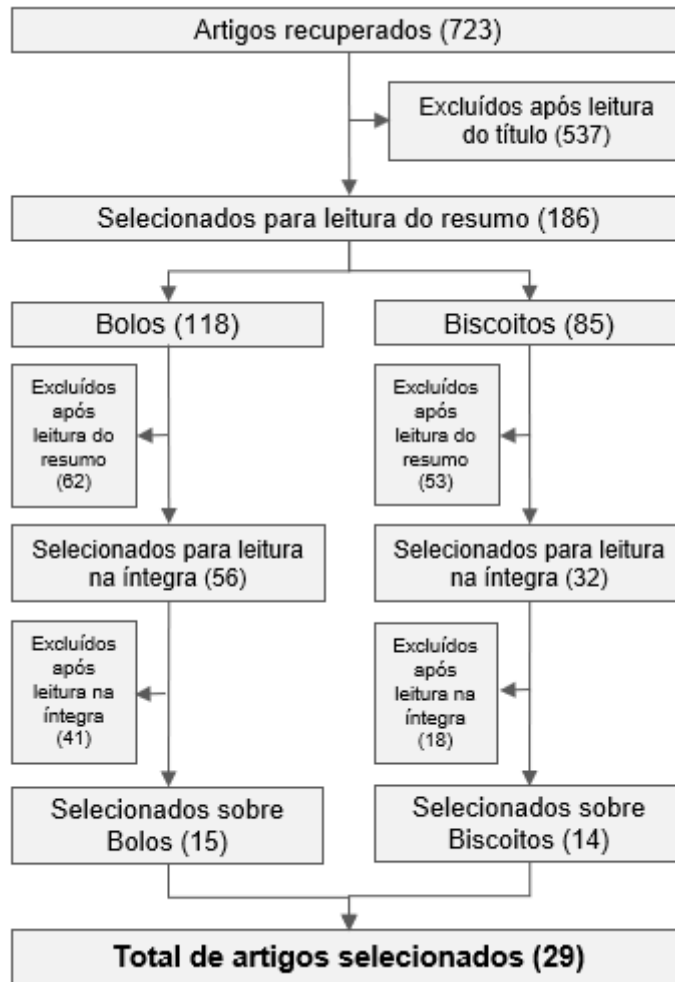 Artigos recuperados (723)
Excluídos após leitura
do título (537)
Selecionados para leitura do resumo (186)
Bolos (118)
Biscoitos (85)
Excluídos
após
leitura do
resumo
(62)
Excluídos
após
leitura do
resumo
(53)
Selecionados para leitura
na íntegra (56)
Selecionados para leitura
na íntegra (32)
Excluídos
após
leitura na
íntegra
(41)
Excluídos
após
leitura na
íntegra
(18)
Selecionados sobre
Bolos (15)
Selecionados sobre
Biscoitos (14)
Total de artigos selecionados (29)